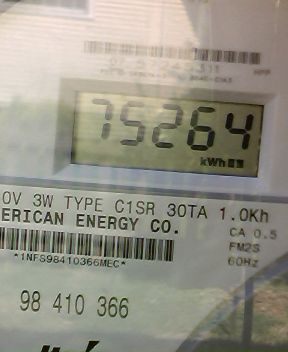 75264
kWh
0V 3W TYPE C1SR 30TA 1.0Kh
ERICAN ENERGY CO.
CA 0.5
FM2S
60Hz
*1NFS98410366MEC*
98 410 366